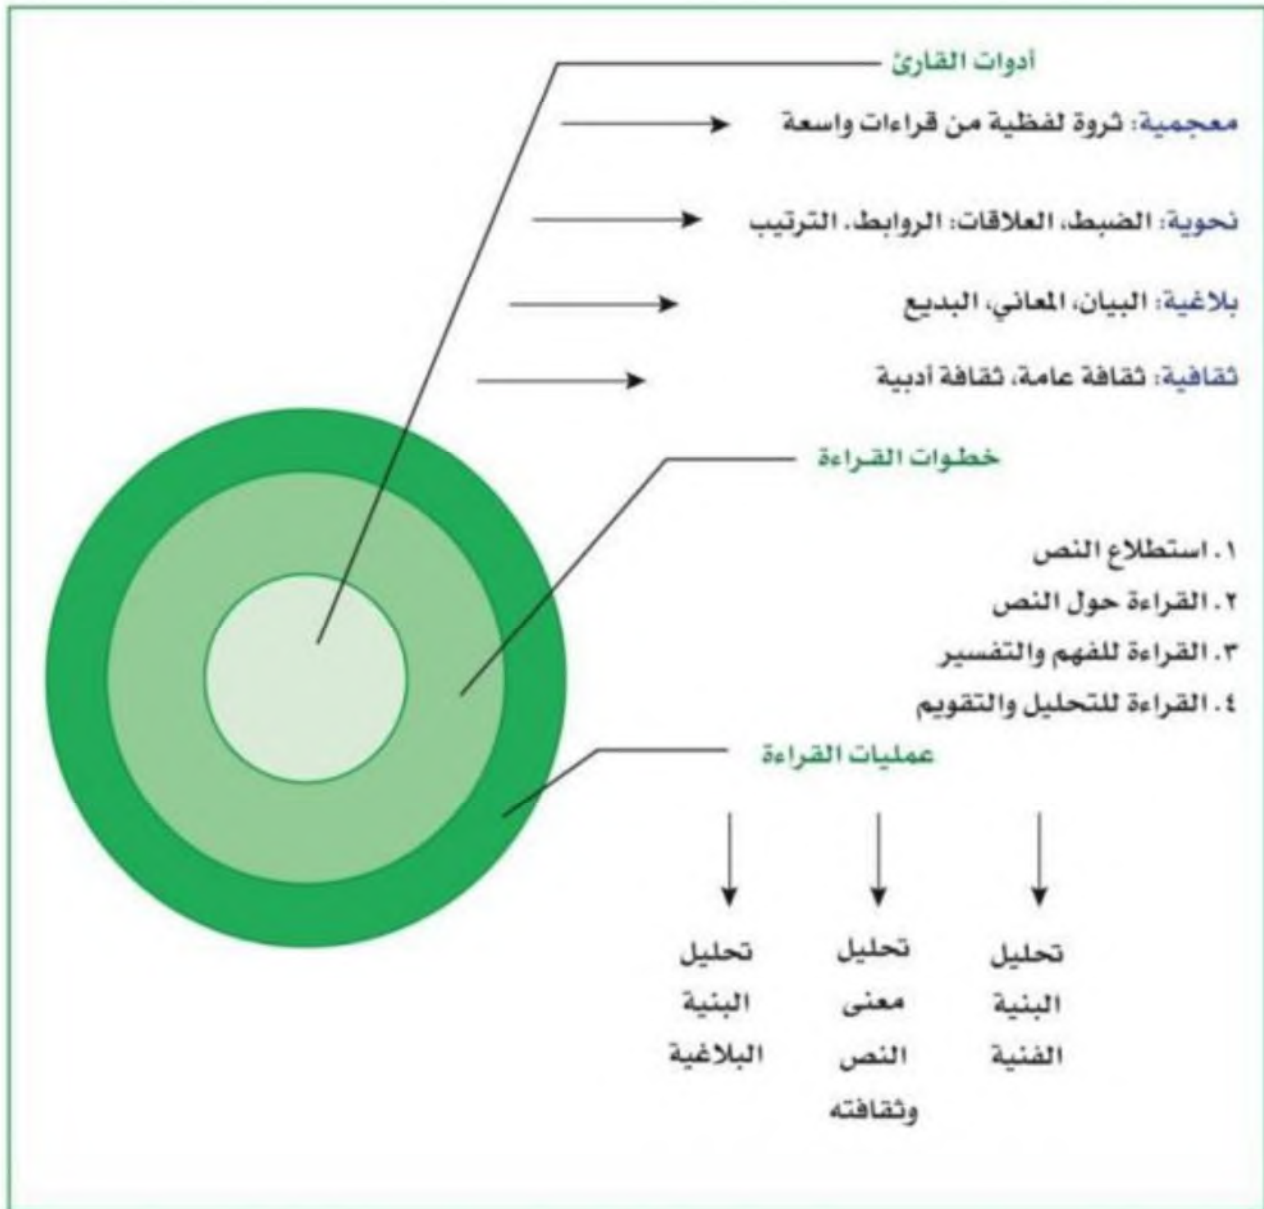 أدوات القارئ
معجمية: ثروة لفظية من قراءات واسعة
نحوية: الضبط، العلاقات: الروابط، الترتيب
بلاغية: البيان، المعاني، البديع
ثقافية: ثقافة عامة، ثقافة أدبية
خطوات القراءة
١. استطلاع النص
٢. القراءة حول النص
٣. القراءة للفهم والتفسير
٤. القراءة للتحليل والتقويم
عمليات القراءة
تحليل
البنية
الفنية
تحليل
معنى
النص
وثقافته
تحليل
البنية
البلاغية